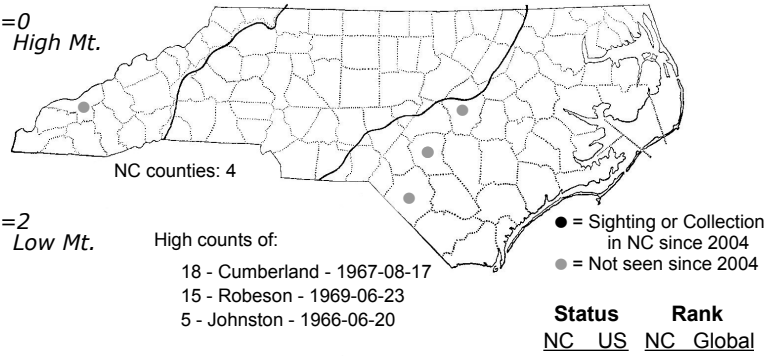 =0
High Mt.
NC counties: 4
=2
Low Mt.
High counts of:
18 - Cumberland - 1967-08-17
15 - Robeson - 1969-06-23
5 - Johnston - 1966-06-20
= Sighting or Collection
in NC since 2004
= Not seen since 2004
Status Rank
NC US NC Global